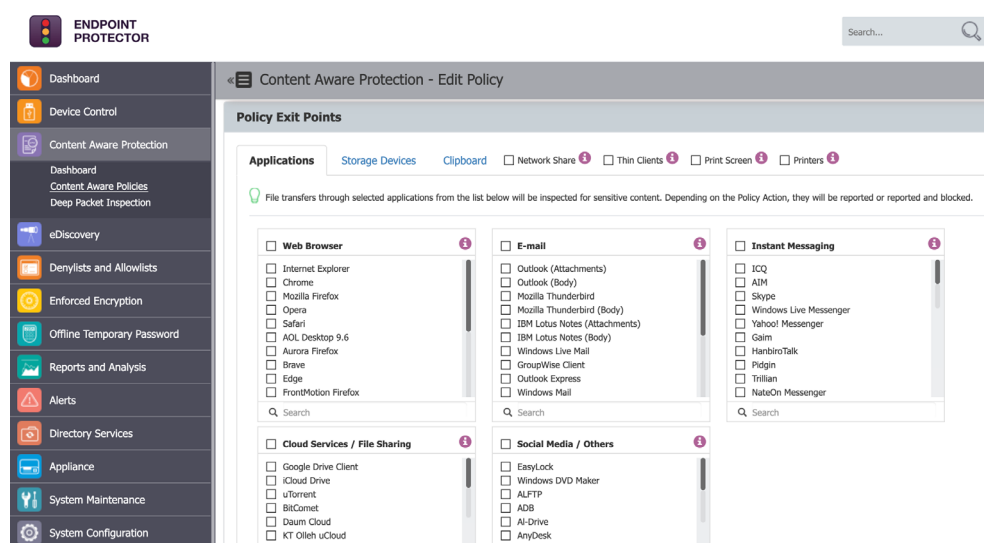 ENDPOINT
PROTECTOR
Search...
Dashboard
Device Control
Content Aware Protection
Dashboard
Content Aware Policies
Deep Packet Inspection
eDiscovery
Denylists and Allowlists
Enforced Encryption
Offline Temporary Password
Reports and Analysis
Alerts
Directory Services
Appliance
System Maintenance
System Configuration
« Content Aware Protection - Edit Policy
Policy Exit Points
Applications Storage Devices Clipboard Network Share i Thin Clients i Print Screen i Printers i
File transfers through selected applications from the list below will be inspected for sensitive content. Depending on the Policy Action, they will be reported or reported and blocked.
Web Browser i
Internet Explorer
Chrome
Mozilla Firefox
Opera
Safari
AOL Desktop 9.6
Aurora Firefox
Brave
Edge
FrontMotion Firefox
Search
E-mail i
Outlook (Attachments)
Outlook (Body)
Mozilla Thunderbird
Mozilla Thunderbird (Body)
IBM Lotus Notes (Attachments)
IBM Lotus Notes (Body)
Windows Live Mail
GroupWise Client
Outlook Express
Windows Mail
Search
Instant Messaging i
ICQ
AIM
Skype
Windows Live Messenger
Yahoo! Messenger
Gaim
HanbiroTalk
Pidgin
Trillian
NateOn Messenger
Search
Cloud Services / File Sharing i
Google Drive Client
iCloud Drive
uTorrent
BitComet
Daum Cloud
KT Olleh uCloud
Social Media / Others i
EasyLock
Windows DVD Maker
ALFTP
ADB
Al-Drive
AnyDesk